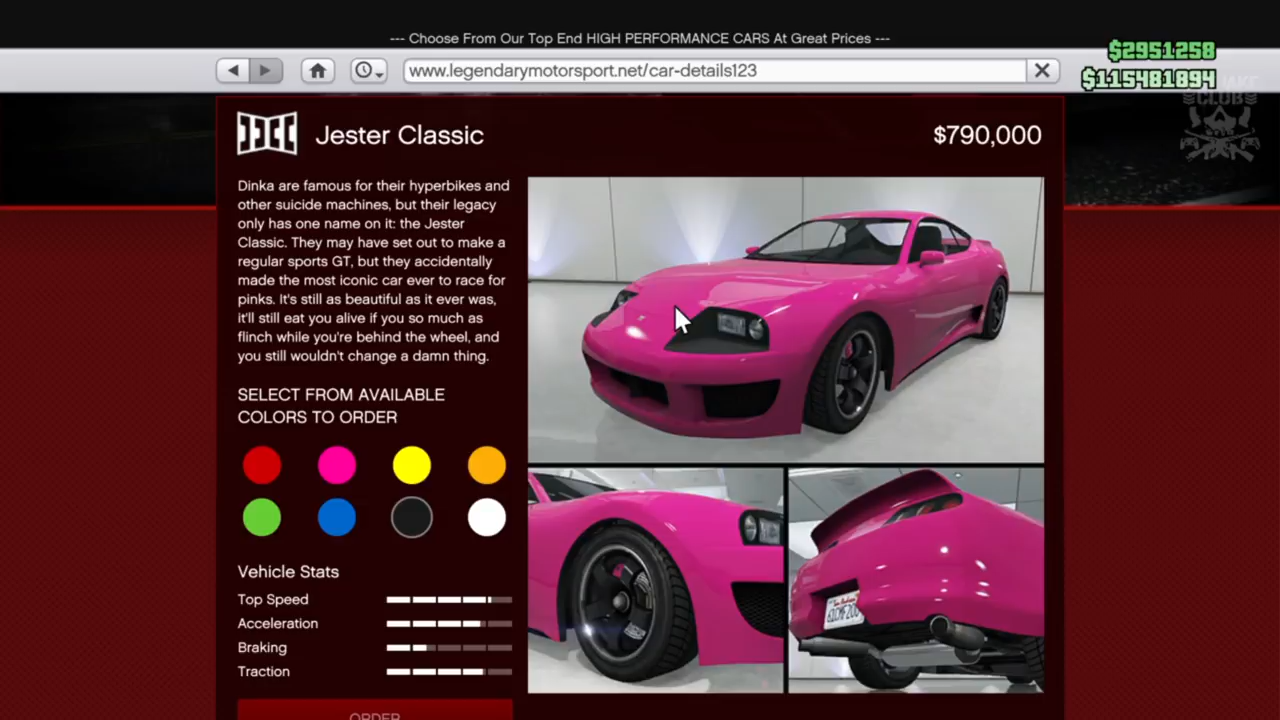 --- Choose From Our Top End HIGH PERFORMANCE CARS At Great Prices ---
$2951258
www.legendarymotorsport.net/car-details123
$115481894
CLUB
Jester Classic
$790,000
Dinka are famous for their hyperbikes and
other suicide machines, but their legacy
only has one name on it: the Jester
Classic. They may have set out to make a
regular sports GT, but they accidentally
made the most iconic car ever to race for
pinks. It's still as beautiful as it ever was,
it'll still eat you alive if you so much as
flinch while you're behind the wheel, and
you still wouldn't change a damn thing.
SELECT FROM AVAILABLE
COLORS TO ORDER
Vehicle Stats
Top Speed
Acceleration
Braking
Traction
ORDER